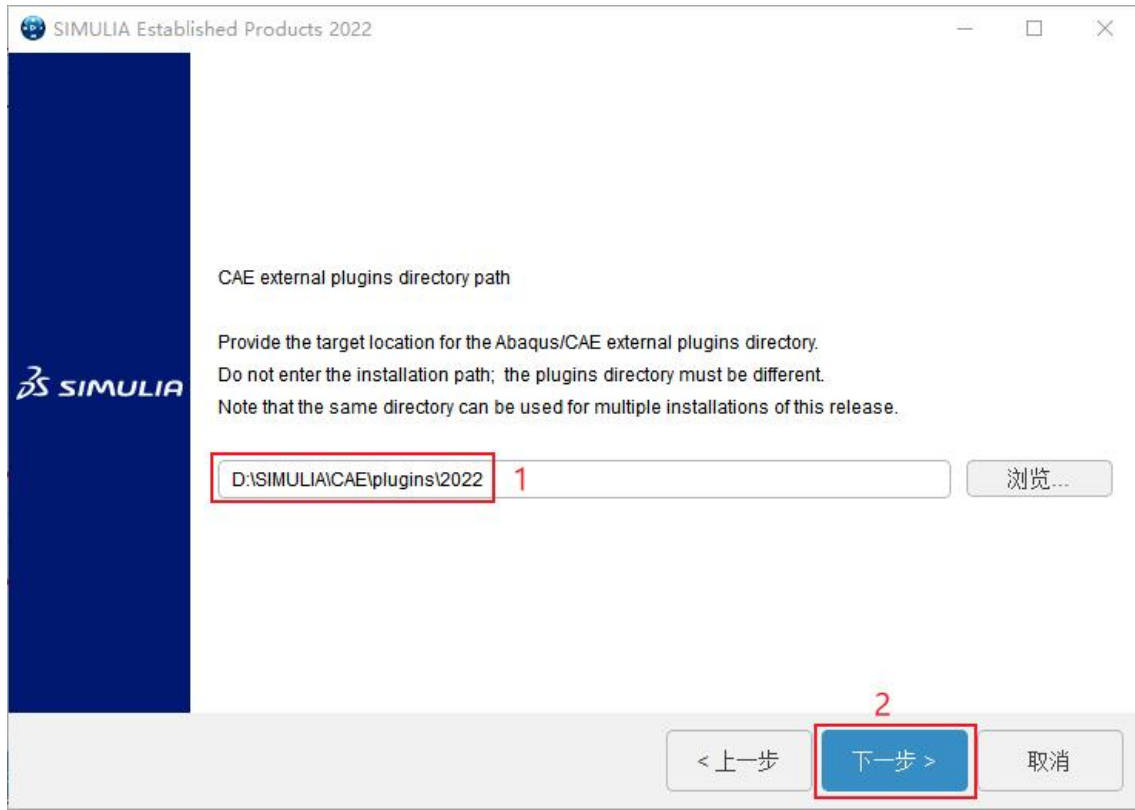 SIMULIA Established Products 2022
CAE external plugins directory path
Provide the target location for the Abaqus/CAE external plugins directory.
Do not enter the installation path; the plugins directory must be different.
Note that the same directory can be used for multiple installations of this release.
3S SIMULIA
D:\SIMULIA\CAE\plugins\2022 1 浏览...
2
< 上一步 下一步 > 取消